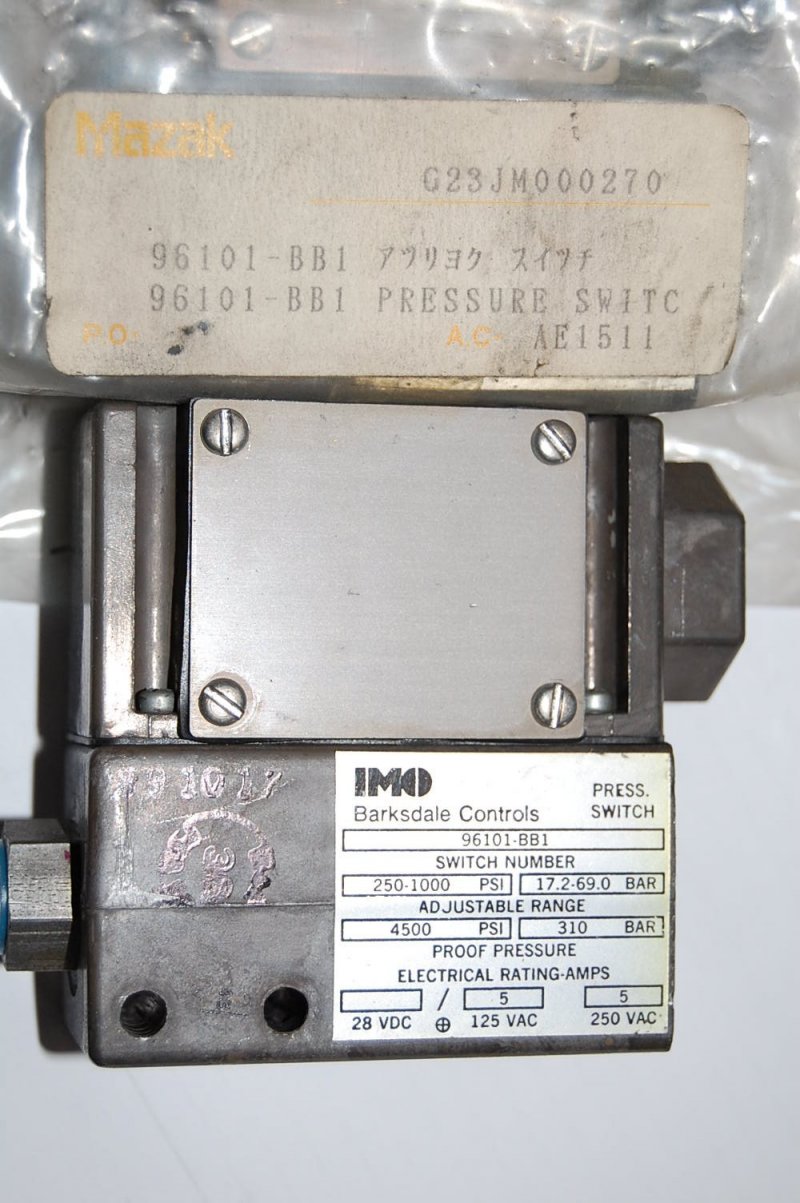 Mazak
G23JM000270
96101-BB1 アツリヨク スイツチ
96101-BB1 PRESSURE SWITC
P.O- A.C- AE1511
IMO
Barksdale Controls
PRESS.
SWITCH
96101-BB1
SWITCH NUMBER
250-1000 PSI 17.2-69.0 BAR
ADJUSTABLE RANGE
4500 PSI 310 BAR
PROOF PRESSURE
ELECTRICAL RATING-AMPS
/ 5 5
28 VDC ⊕ 125 VAC 250 VAC